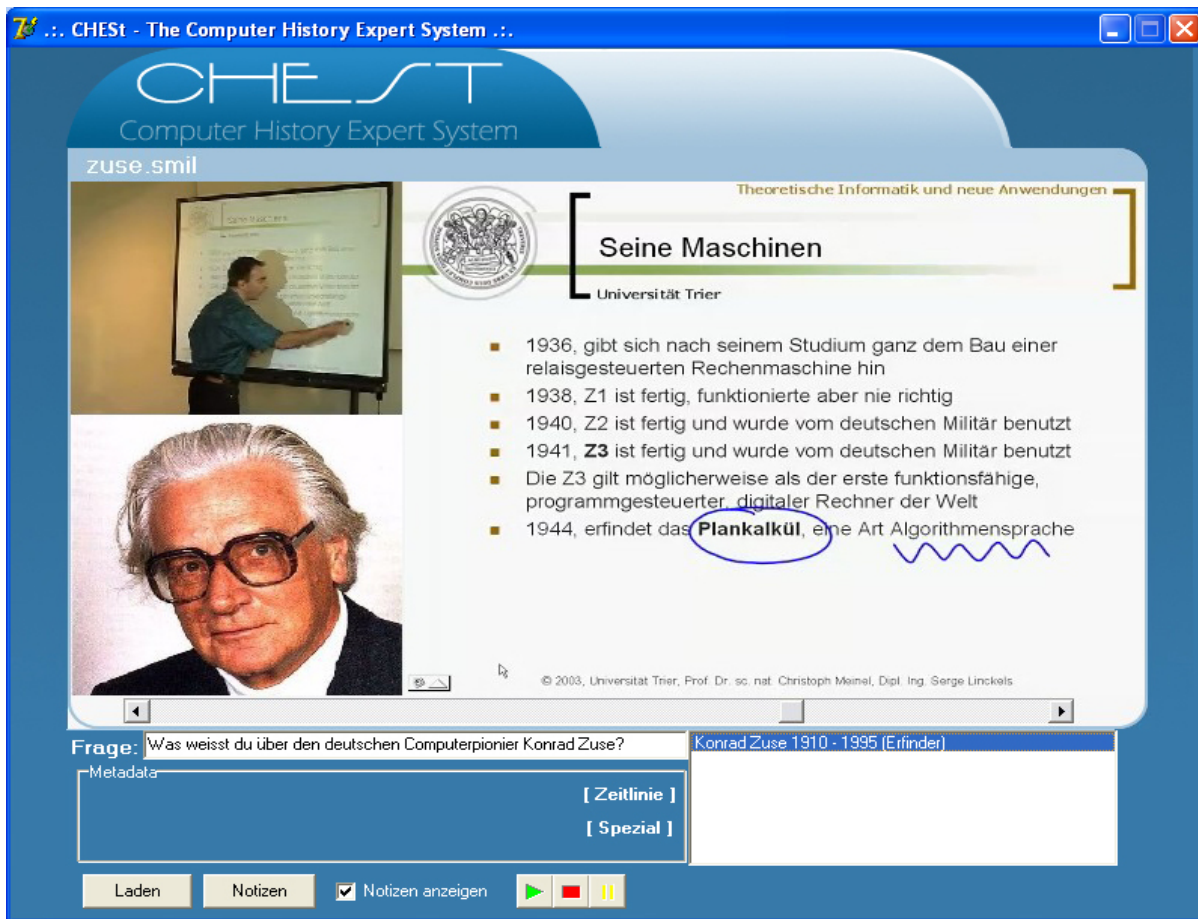 .:. CHESt - The Computer History Expert System .:.
CHEST
Computer History Expert System
zuse.smil
Theoretische Informatik und neue Anwendungen
Seine Maschinen
Universität Trier
1936, gibt sich nach seinem Studium ganz dem Bau einer
relaisgesteuerten Rechenmaschine hin
1938, Z1 ist fertig, funktionierte aber nie richtig
1940, Z2 ist fertig und wurde vom deutschen Militär benutzt
1941, Z3 ist fertig und wurde vom deutschen Militär benutzt
Die Z3 gilt möglicherweise als der erste funktionsfähige,
programmgesteuerter, digitaler Rechner der Welt
1944, erfindet das Plankalkül, eine Art Algorithmensprache
© 2003, Universität Trier, Prof. Dr. sc. nat. Christoph Meinel, Dipl. Ing. Serge Linckels
Frage: Was weisst du über den deutschen Computerpionier Konrad Zuse?
Konrad Zuse 1910 - 1995 (Erfinder)
Metadata
[ Zeitlinie ]
[ Spezial ]
Laden Notizen Notizen anzeigen